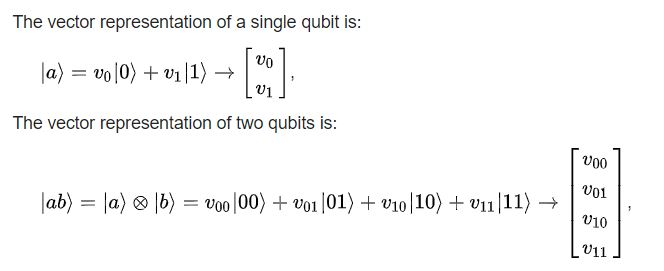 The vector representation of a single qubit is:
|a⟩ = v₀|0⟩ + v₁|1⟩ → [v₀ v₁],
The vector representation of two qubits is:
|ab⟩ = |a⟩ ⊗ |b⟩ = v₀₀|00⟩ + v₀₁|01⟩ + v₁₀|10⟩ + v₁₁|11⟩ → [v₀₀ v₀₁ v₁₀ v₁₁],